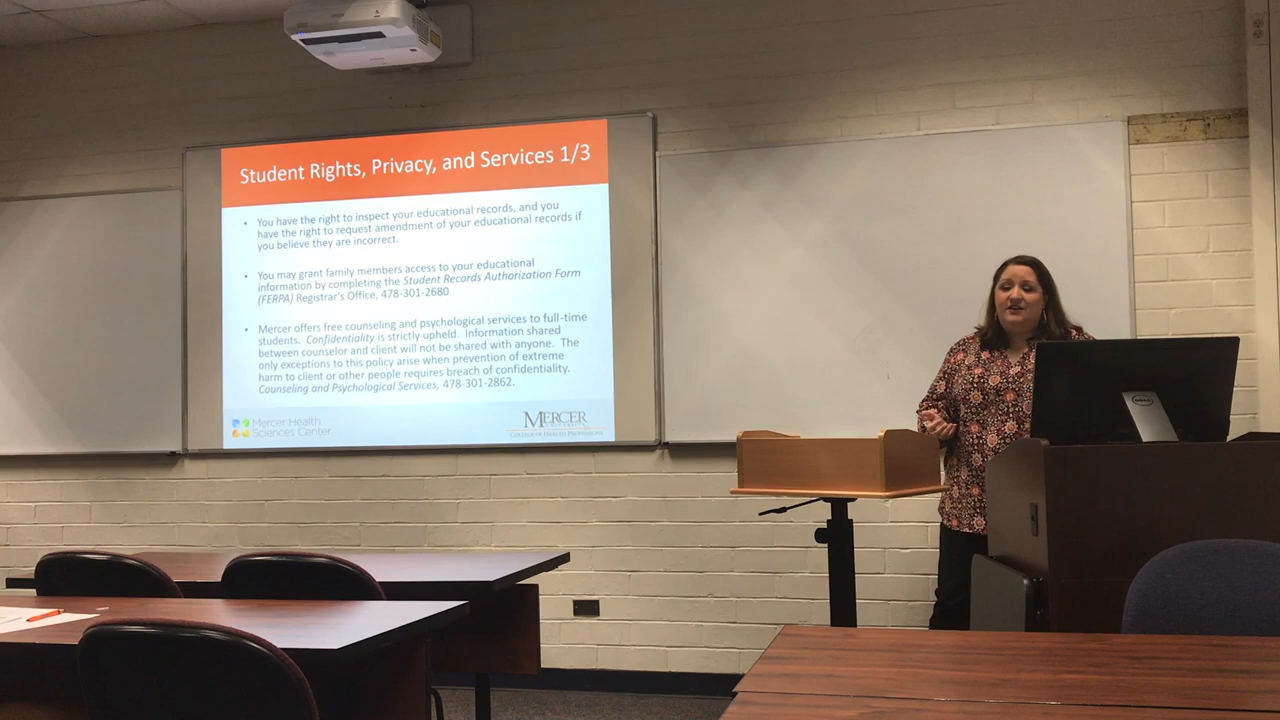 Student Rights, Privacy, and Services 1/3
• You have the right to inspect your educational records, and you
have the right to request amendment of your educational records if
you believe they are incorrect.
• You may grant family members access to your educational
information by completing the Student Records Authorization Form
(FERPA) Registrar's Office, 478-301-2680
• Mercer offers free counseling and psychological services to full-time
students. Confidentiality is strictly upheld. Information shared
between counselor and client will not be shared with anyone. The
only exceptions to this policy arise when prevention of extreme
harm to client or other people requires breach of confidentiality.
Counseling and Psychological Services, 478-301-2862.
Mercer Health
Sciences Center
MERCER
UNIVERSITY
COLLEGE OF HEALTH PROFESSIONS
DELL